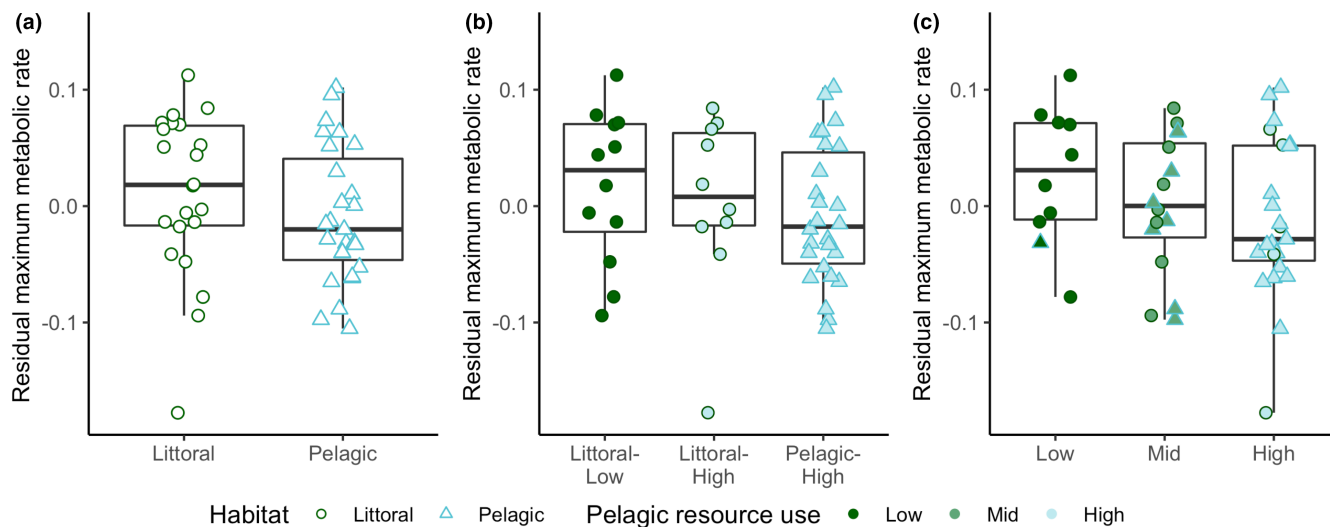 (a)
Residual maximum metabolic rate
0.1
0.0
-0.1
Littoral
Pelagic
(b)
Residual maximum metabolic rate
0.1
0.0
-0.1
Littoral-
Low
Littoral-
High
Pelagic-
High
(c)
Residual maximum metabolic rate
0.1
0.0
-0.1
Low
Mid
High
Habitat Littoral Pelagic Pelagic resource use Low Mid High